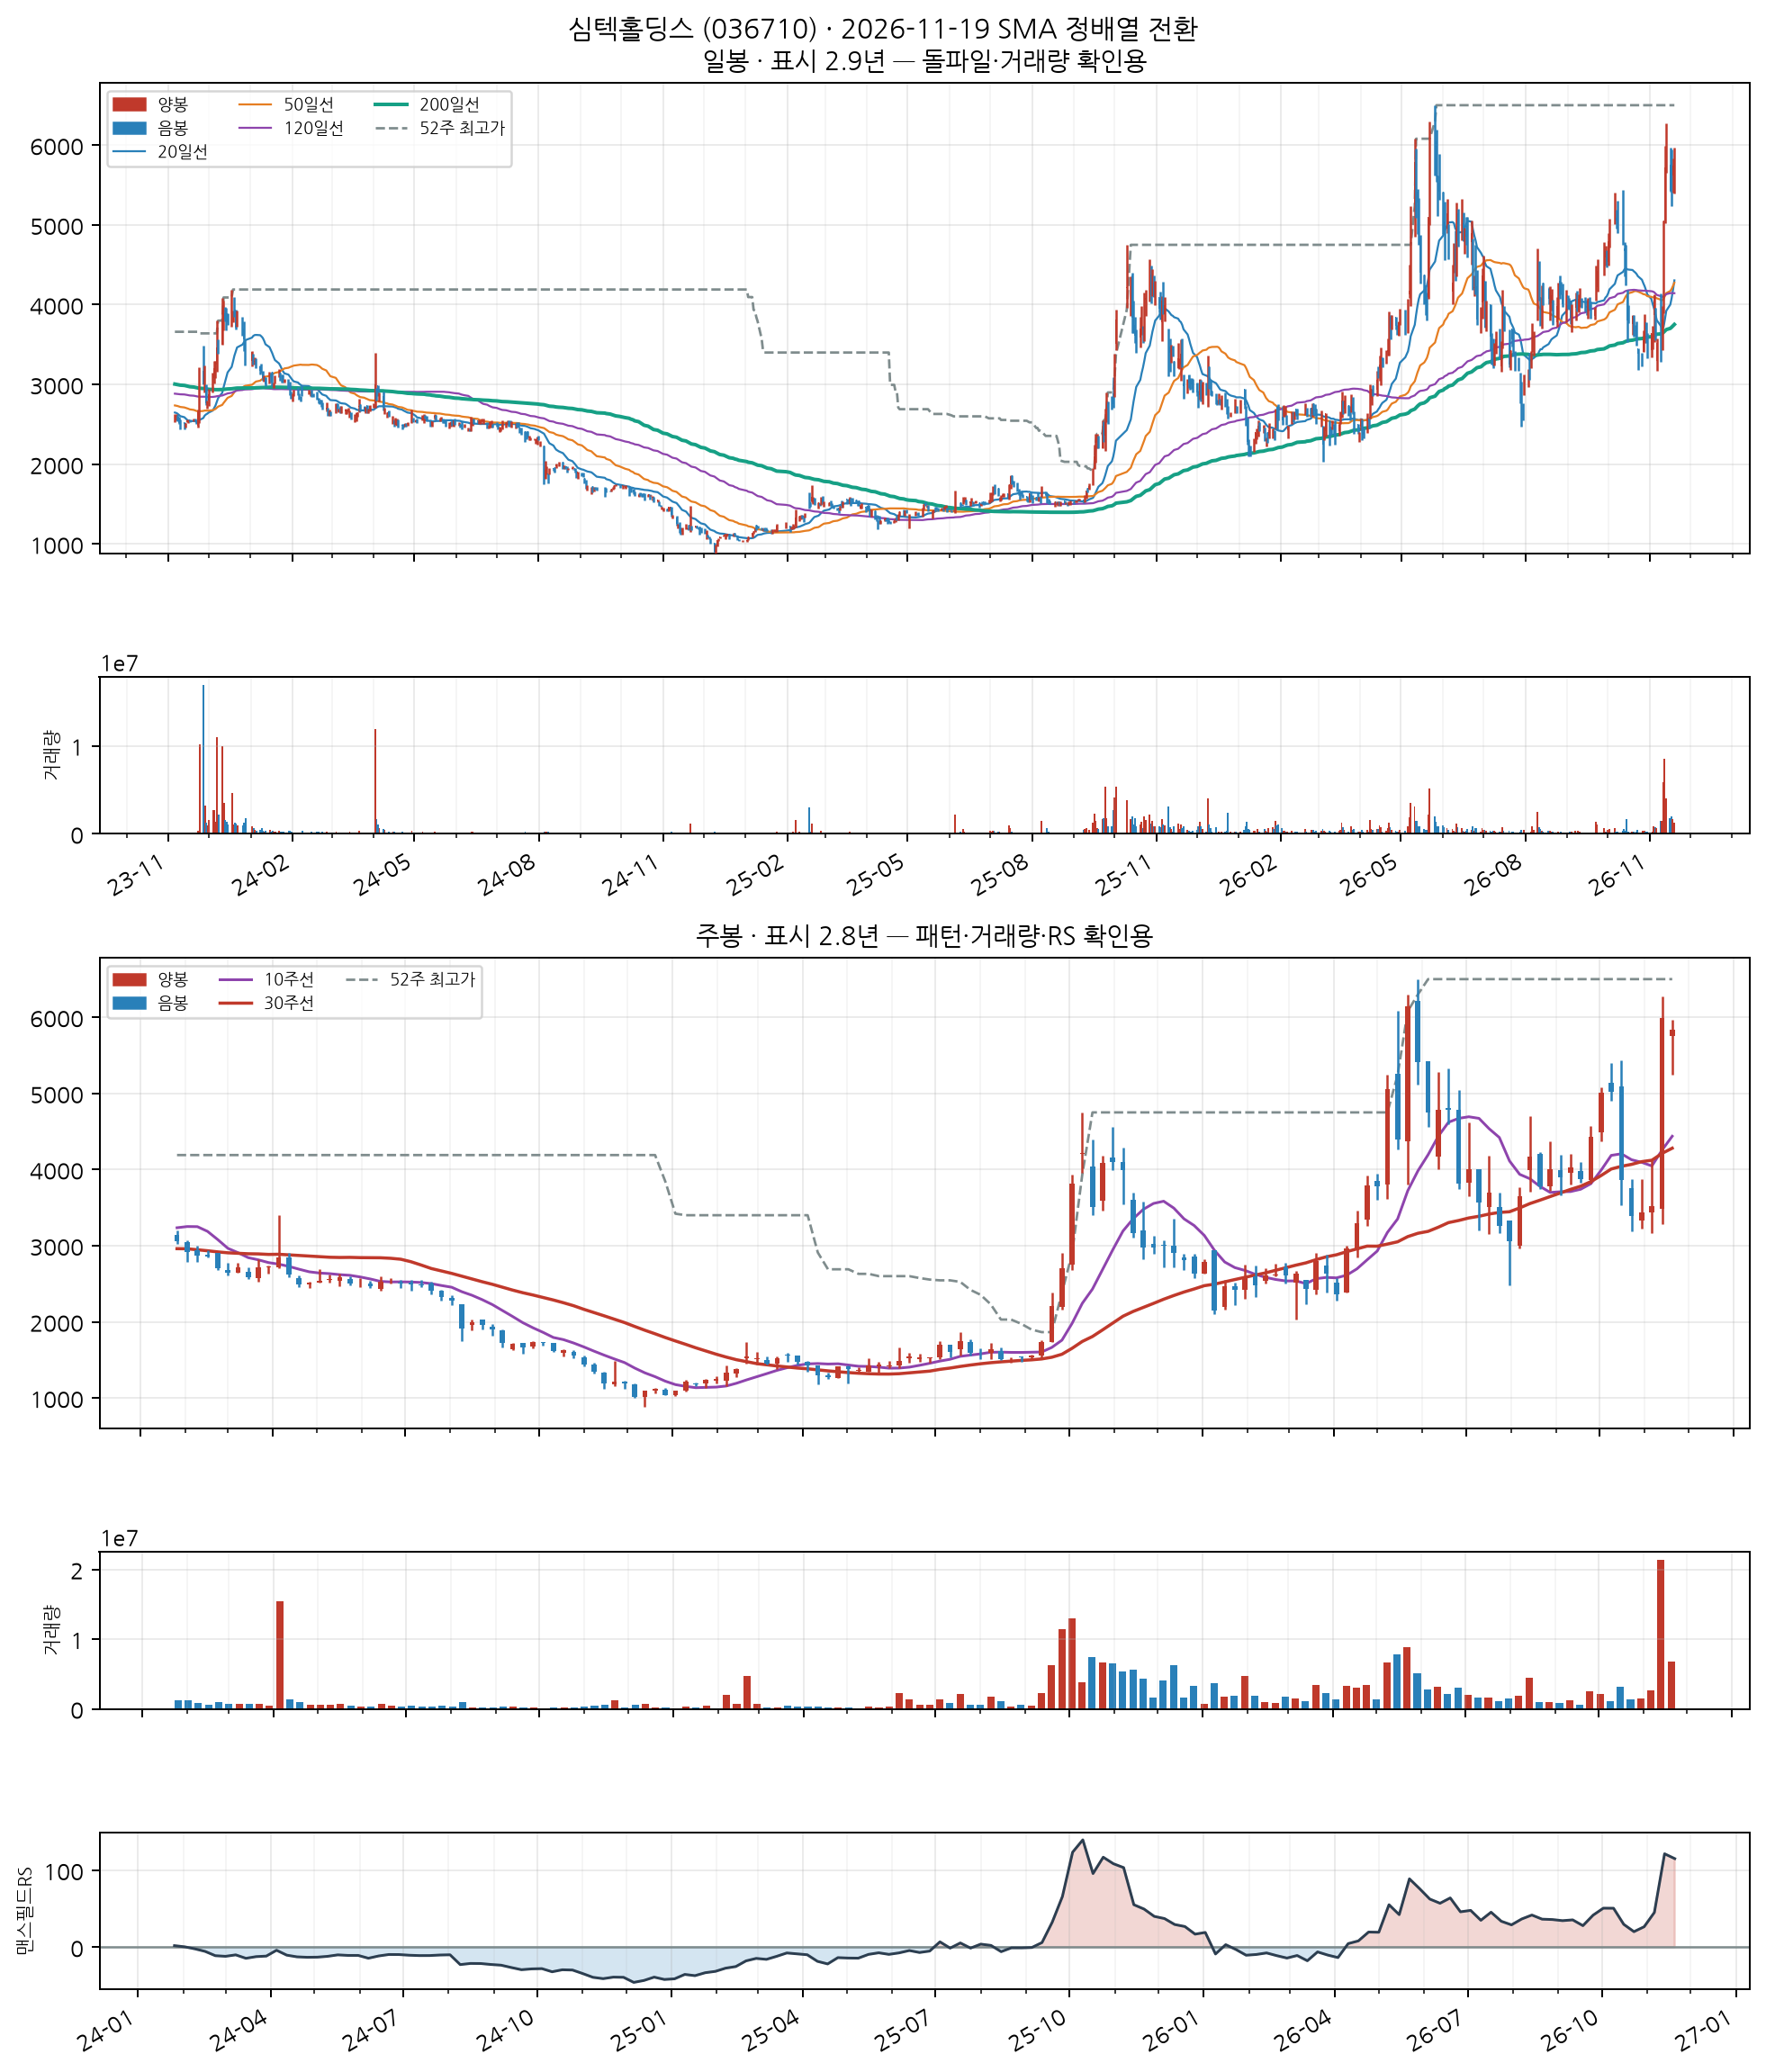 심텍홀딩스 (036710) · 2026-11-19 SMA 정배열 전환
일봉 · 표시 2.9년 — 돌파일·거래량 확인용
양봉
음봉
20일선
50일선
120일선
200일선
52주 최고가
6000
5000
4000
3000
2000
1000
1e7
거래량
1
0
23-11
24-02
24-05
24-08
24-11
25-02
25-05
25-08
25-11
26-02
26-05
26-08
26-11
주봉 · 표시 2.8년 — 패턴·거래량·RS 확인용
양봉
음봉
10주선
30주선
52주 최고가
6000
5000
4000
3000
2000
1000
1e7
거래량
2
1
0
맨스필드RS
100
0
24-01
24-04
24-07
24-10
25-01
25-04
25-07
25-10
26-01
26-04
26-07
26-10
27-01